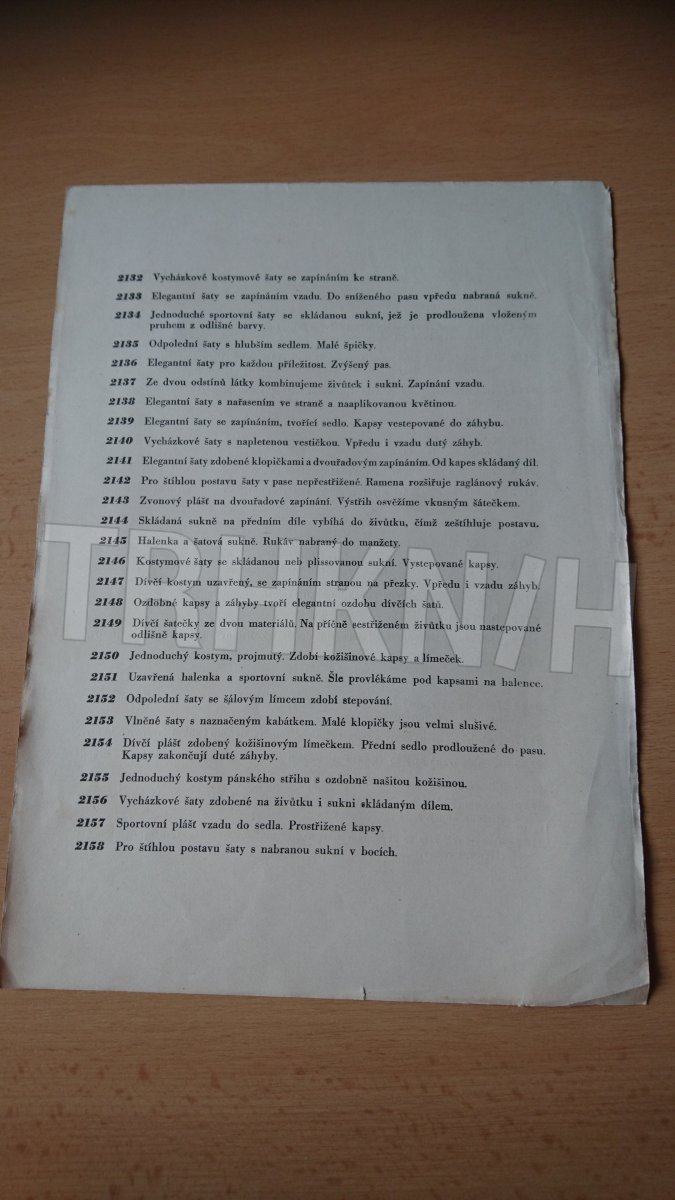 2132 Vycházkové kostymové šaty se zapínáním ke straně.
2133 Elegantní šaty se zapínáním vzadu. Do sníženého pasu vpředu nabraná sukně.
2134 Jednoduché sportovní šaty se skládanou sukní, jež je prodloužena vloženým
pruhem z odlišné barvy.
2135 Odpolední šaty s hlubším sedlem. Malé špičky.
2136 Elegantní šaty pro každou příležitost. Zvýšený pas.
2137 Ze dvou odstínů látky kombinujeme živůtek i sukni. Zapínání vzadu.
2138 Elegantní šaty s nařasením ve straně a naaplikovanou květinou.
2139 Elegantní šaty se zapínáním, tvořící sedlo. Kapsy vestepované do záhybu.
2140 Vycházkové šaty s napletenou vestičkou. Vpředu i vzadu dutý záhyb.
2141 Elegantní šaty zdobené klopičkami a dvouřadovým zapínáním. Od kapes skládaný díl.
2142 Pro štíhlou postavu šaty v pase nepřestřižené. Ramena rozšiřuje raglánový rukáv.
2143 Zvonový plášť na dvouřadové zapínání. Výstřih osvěžíme vkusným šátečkem.
2144 Skládaná sukně na předním díle vybíhá do živůtku, čímž zeštíhluje postavu.
2145 Halenka a šatová sukně. Rukáv nabraný do manžety.
2146 Kostymové šaty se skládanou neb plissovanou sukní. Vystepované kapsy.
2147 Dívčí kostym uzavřený, se zapínáním stranou na přezky. Vpředu i vzadu záhyb.
2148 Ozdobné kapsy a záhyby tvoří elegantní ozdobu dívčích šatů.
2149 Dívčí šatečky ze dvou materiálů. Na příčně sestřiženém živůtku jsou nastepované
odlišně kapsy.
2150 Jednoduchý kostym, projmutý. Zdobí kožišinové kapsy a límeček.
2151 Uzavřená halenka a sportovní sukně. Šle provlékáme pod kapsami na halence.
2152 Odpolední šaty se šálovým límcem zdobí stepování.
2153 Vlněné šaty s naznačeným kabátkem. Malé klopičky jsou velmi slušivé.
2154 Dívčí plášť zdobený kožišinovým límečkem. Přední sedlo prodloužené do pasu.
Kapsy zakončují duté záhyby.
2155 Jednoduchý kostym pánského střihu s ozdobně našitou kožišinou.
2156 Vycházkové šaty zdobené na živůtku i sukni skládaným dílem.
2157 Sportovní plášť vzadu do sedla. Prostřižené kapsy.
2158 Pro štíhlou postavu šaty s nabranou sukní v bocích.